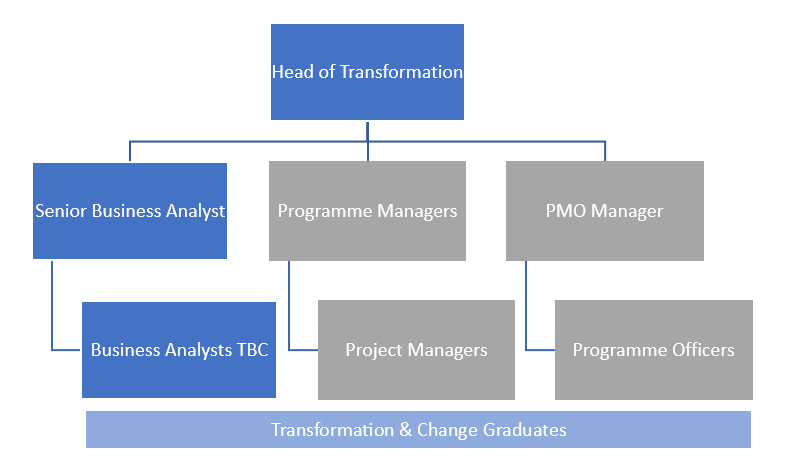 Head of Transformation
Senior Business Analyst
Programme Managers
PMO Manager
Business Analysts TBC
Project Managers
Programme Officers
Transformation & Change Graduates